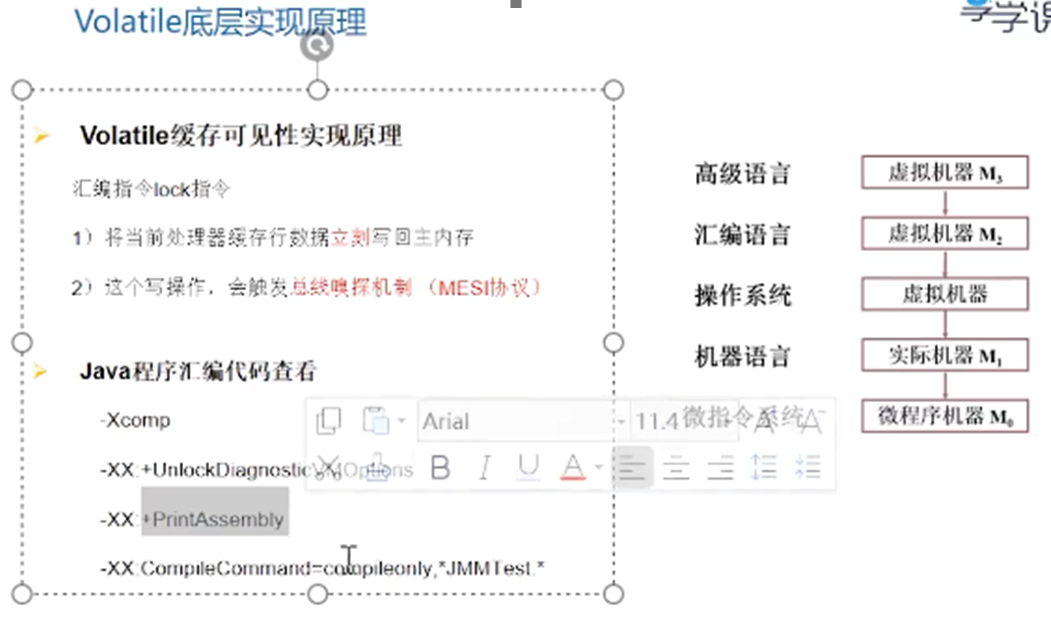 Volatile底层实现原理
Volatile缓存可见性实现原理
汇编指令lock指令
1）将当前处理器缓存行数据立刻写回主内存
2）这个写操作，会触发总线嗅探机制 （MESI协议）
Java程序汇编代码查看
-Xcomp
-XX:+UnlockDiagnosticVMOptions
-XX:+PrintAssembly
-XX:CompileCommand=compileonly,*JMMTest.*
Arial
11.4
B I U A
高级语言
虚拟机器 M3
汇编语言
虚拟机器 M2
操作系统
虚拟机器
机器语言
实际机器 M1
微指令系统
微程序机器 M0